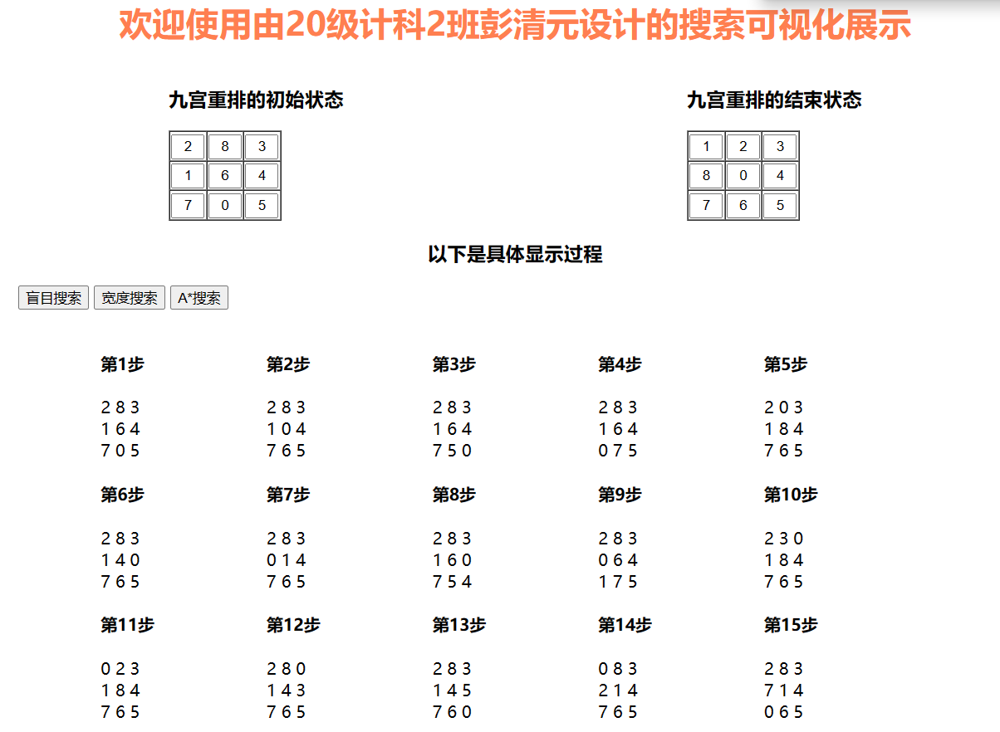 欢迎使用由20级计科2班彭清元设计的搜索可视化展示
九宫重排的初始状态 九宫重排的结束状态
2 8 3 1 2 3
1 6 4 8 0 4
7 0 5 7 6 5
以下是具体显示过程
盲目搜索 宽度搜索 A*搜索
第1步 第2步 第3步 第4步 第5步
2 8 3 2 8 3 2 8 3 2 8 3 2 0 3
1 6 4 1 0 4 1 6 4 1 6 4 1 8 4
7 0 5 7 6 5 7 5 0 0 7 5 7 6 5
第6步 第7步 第8步 第9步 第10步
2 8 3 2 8 3 2 8 3 2 8 3 2 3 0
1 4 0 0 1 4 1 6 0 0 6 4 1 8 4
7 6 5 7 6 5 7 5 4 1 7 5 7 6 5
第11步 第12步 第13步 第14步 第15步
0 2 3 2 8 0 2 8 3 0 8 3 2 8 3
1 8 4 1 4 3 1 4 5 2 1 4 7 1 4
7 6 5 7 6 5 7 6 0 7 6 5 0 6 5